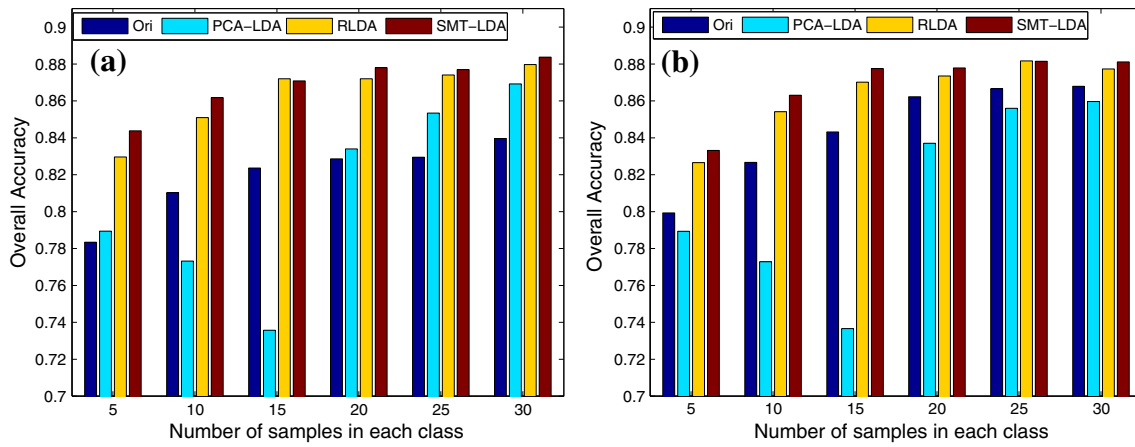 Ori PCA-LDA RLDA SMT-LDA
(a)
Overall Accuracy
0.9
0.88
0.86
0.84
0.82
0.8
0.78
0.76
0.74
0.72
0.7
5 10 15 20 25 30
Number of samples in each class
Ori PCA-LDA RLDA SMT-LDA
(b)
Overall Accuracy
0.9
0.88
0.86
0.84
0.82
0.8
0.78
0.76
0.74
0.72
0.7
5 10 15 20 25 30
Number of samples in each class